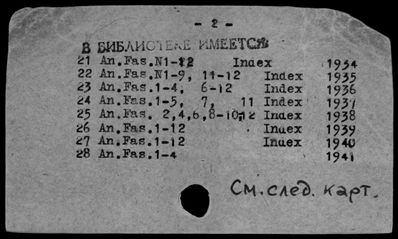 - 2 -
В БИБЛИОТЕКЕ ИМЕЕТСЯ
21 An.Fas.N1-12 Index 1934
22 An.Fas.N1-9, 11-12 Index 1935
23 An.Fas.1-4, 6-12 Index 1936
24 An.Fas.1-5, 7, 11 Index 1937
25 An.Fas. 2,4,6,8-10,12 Index 1938
26 An.Fas.1-12 Index 1939
27 An.Fas.1-12 Index 1940
28 An.Fas.1-4 1941
См. след. карт.